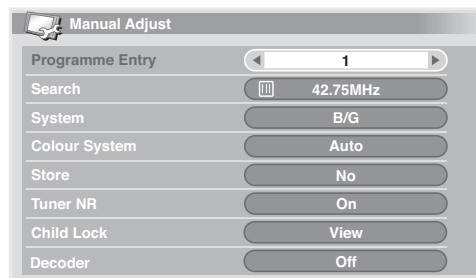 Manual Adjust
Programme Entry 1
Search 42.75MHz
System B/G
Colour System Auto
Store No
Tuner NR On
Child Lock View
Decoder Off